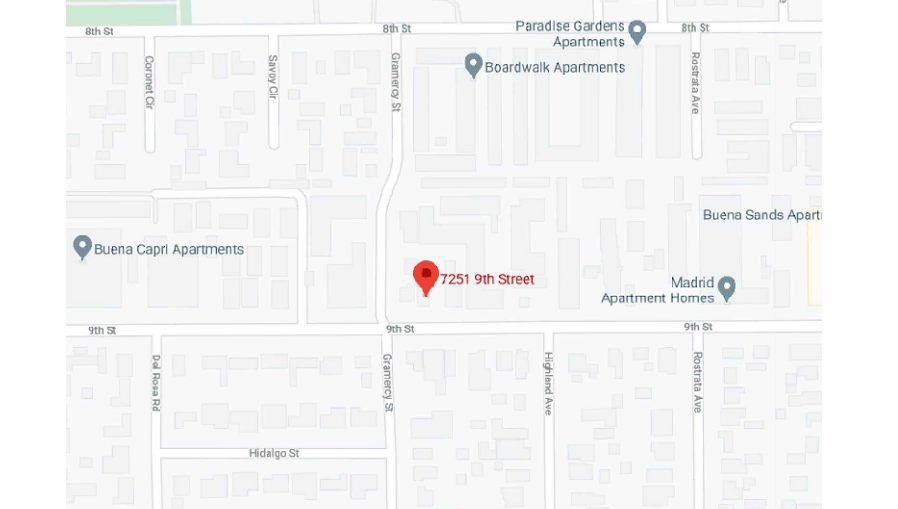 Paradise Gardens
Apartments
8th St
8th St
8th St
Boardwalk Apartments
Coronet Cir
Savoy Cir
Gramercy St
Rostrata Ave
Buena Sands Apart
Buena Capri Apartments
7251 9th Street
Madrid
Apartment Homes
9th St
9th St
9th St
Del Rosa Rd
Gramercy St
Highland Ave
Rostrata Ave
Hidalgo St